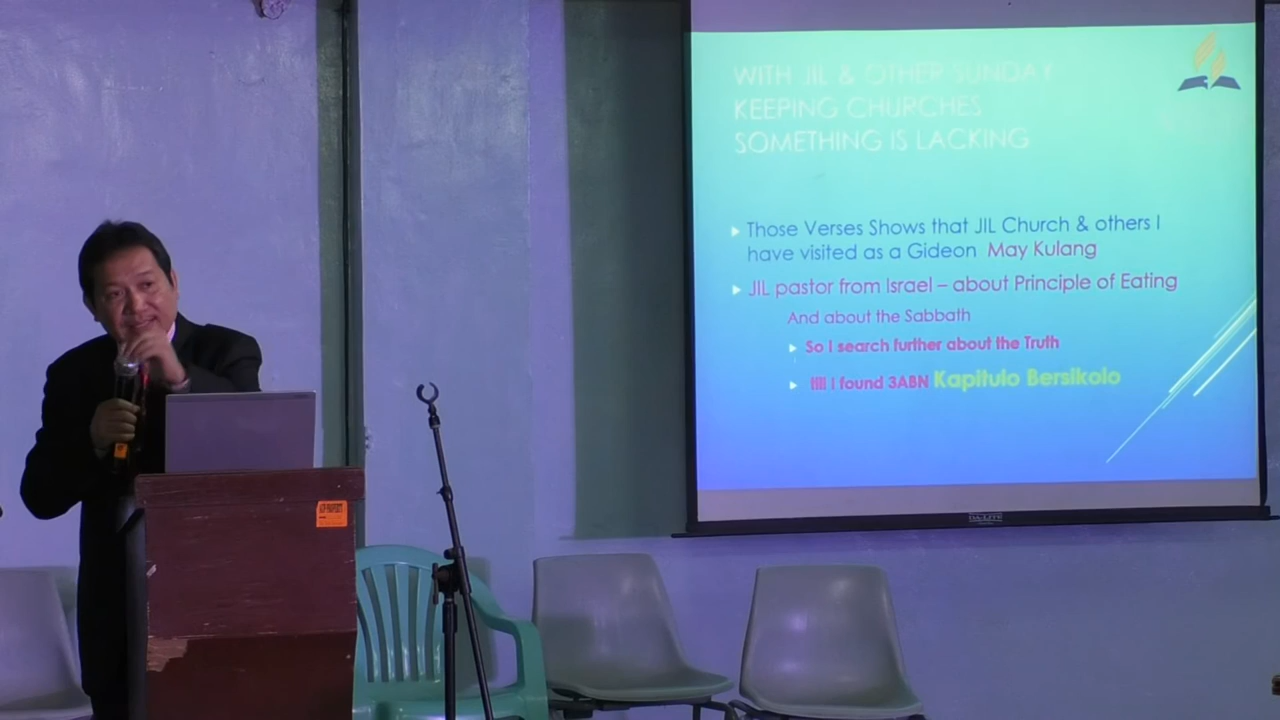 WITH JIL & OTHER SUNDAY
KEEPING CHURCHES
SOMETHING IS LACKING
Those Verses Shows that JIL Church & others I
have visited as a Gideon May Kulang
JIL pastor from Israel – about Principle of Eating
And about the Sabbath
So I search further about the Truth
till I found 3ABN Kapitulo Bersikolo
DA-LITE